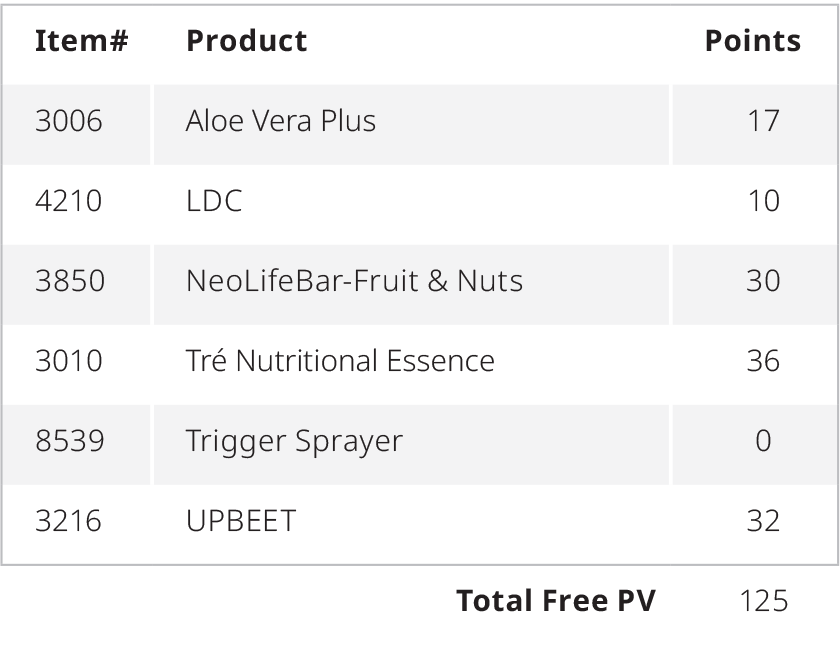 Item# Product Points
3006 Aloe Vera Plus 17
4210 LDC 10
3850 NeoLifeBar-Fruit & Nuts 30
3010 Tré Nutritional Essence 36
8539 Trigger Sprayer 0
3216 UPBEET 32
Total Free PV 125